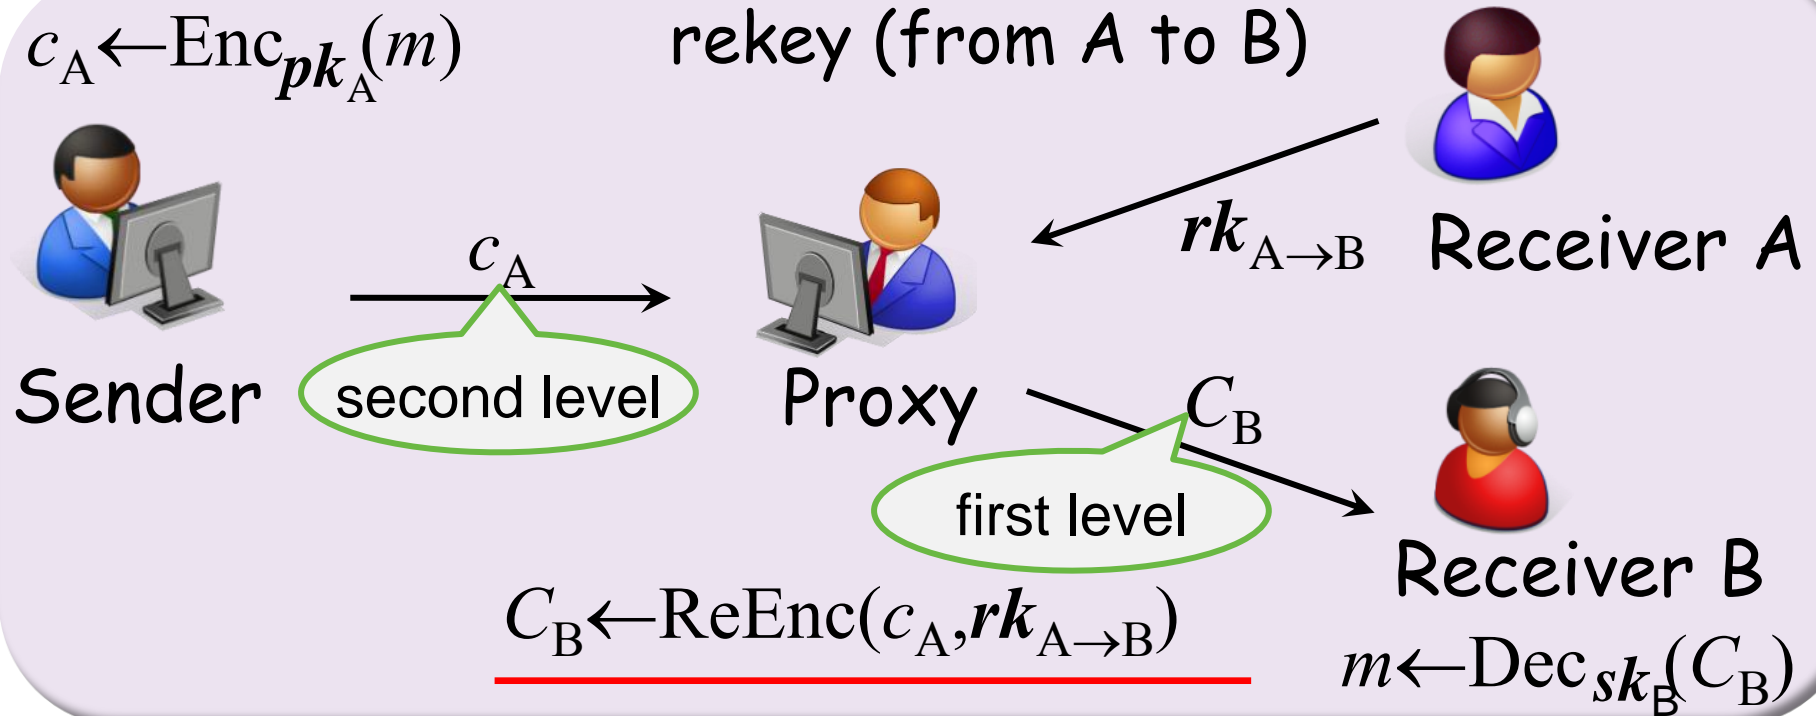 c_A←Enc_pk_A(m)
rekey (from A to B)
rk_A→B
Receiver A
c_A
second level
Sender
Proxy
C_B
first level
Receiver B
C_B←ReEnc(c_A,rk_A→B)
m←Dec_sk_B(C_B)